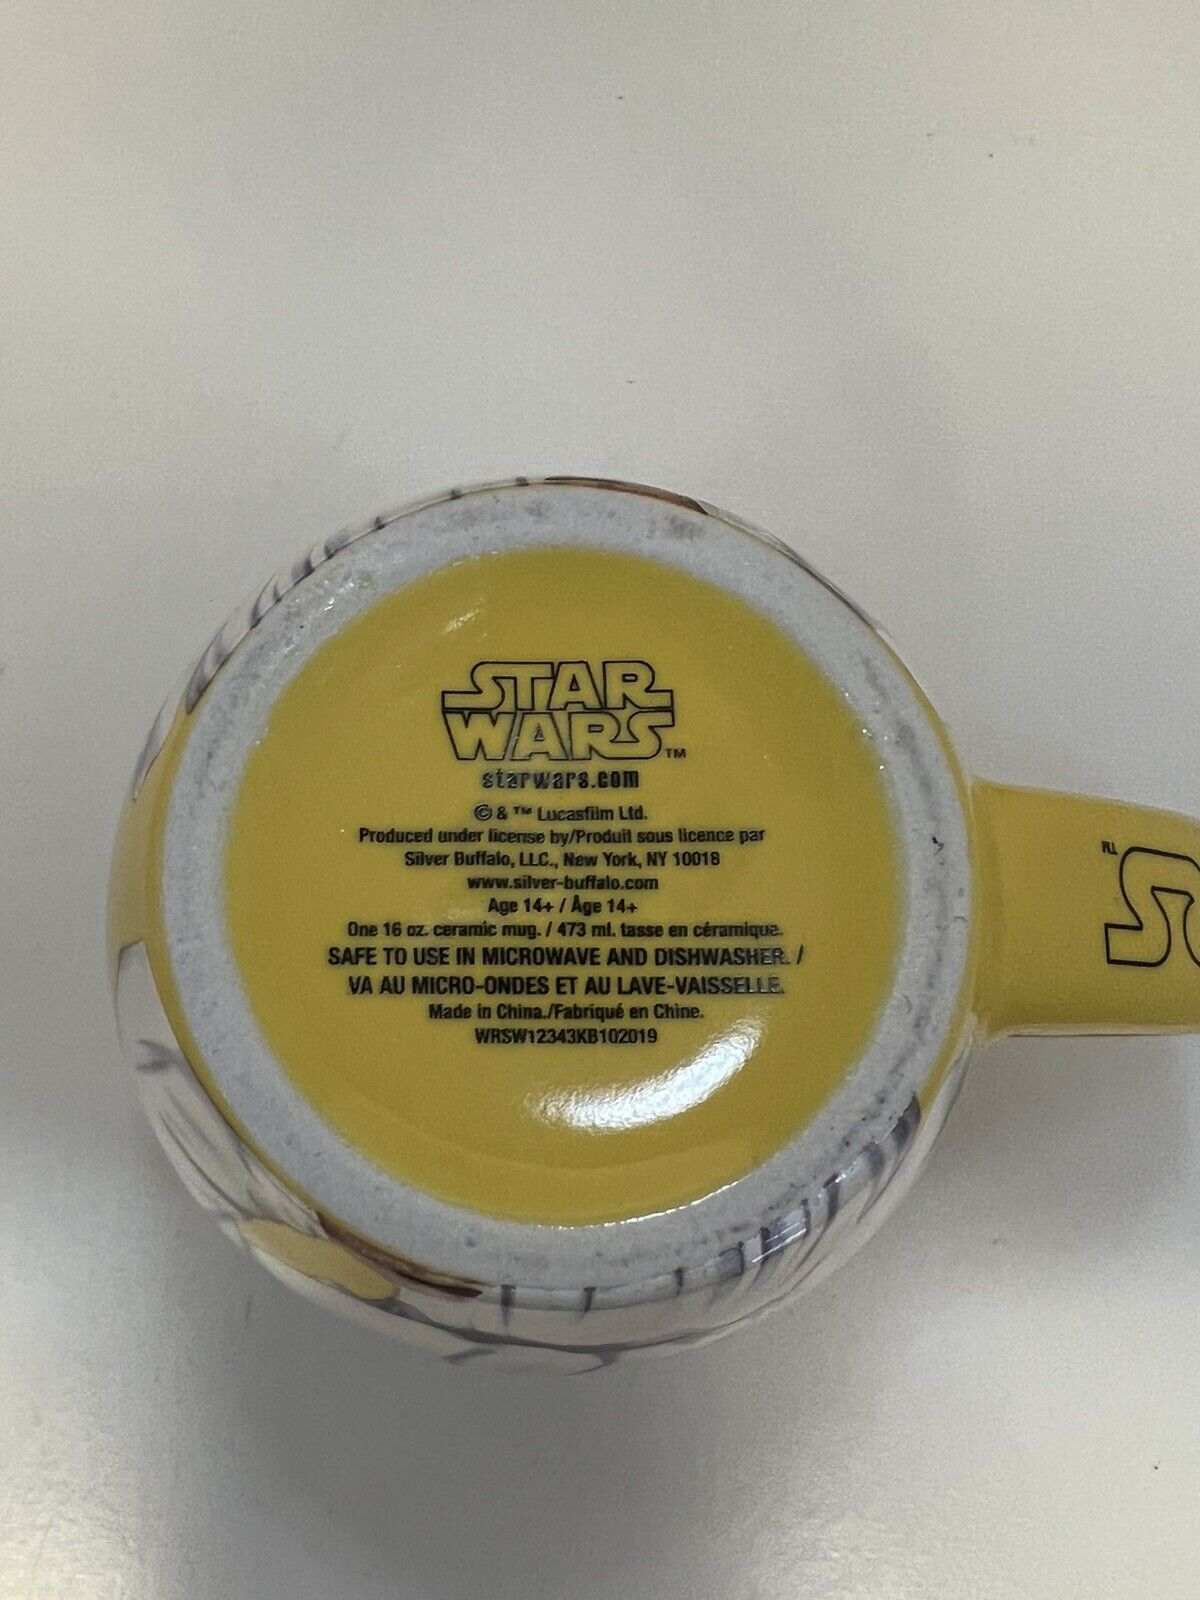 STAR
WARS™
starwars.com
© & ™ Lucasfilm Ltd.
Produced under license by/Produit sous licence par
Silver Buffalo, LLC., New York, NY 10018
www.silver-buffalo.com
Age 14+ / Âge 14+
One 16 oz. ceramic mug. / 473 ml. tasse en céramique.
SAFE TO USE IN MICROWAVE AND DISHWASHER. /
VA AU MICRO-ONDES ET AU LAVE-VAISSELLE.
Made in China./Fabriqué en Chine.
WRSW12343KB102019
™